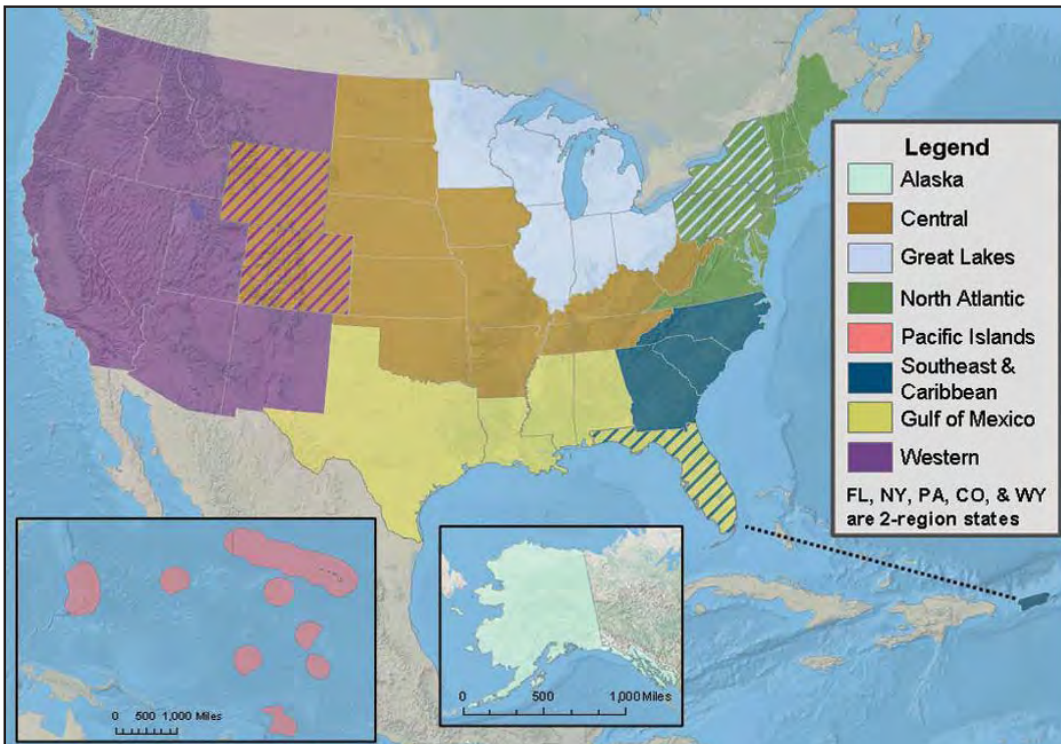 Legend
Alaska
Central
Great Lakes
North Atlantic
Pacific Islands
Southeast &
Caribbean
Gulf of Mexico
Western
FL, NY, PA, CO, & WY
are 2-region states
0 500 1,000 Miles
0 500 1,000 Miles